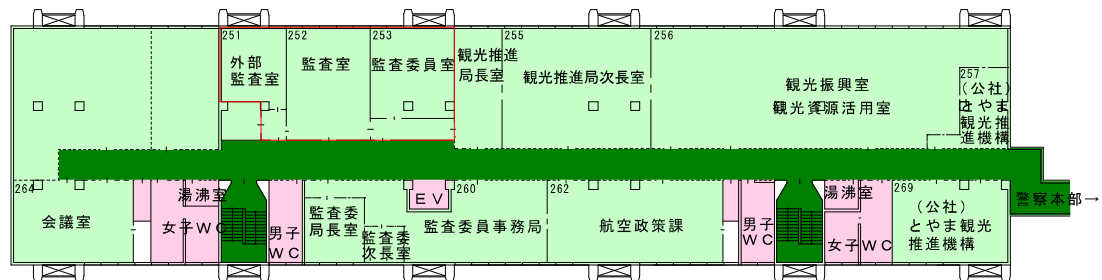 251
外部
監査室
252
監査室
253
監査委員室
観光推進
局長室
255
観光推進局次長室
256
観光振興室
観光資源活用室
257
(公社)
とやま
観光推
進機構
264
会議室
湯沸室
女子WC
男子
WC
監査委
局長室
監査委
次長室
EV
260
監査委員事務局
262
航空政策課
男子
WC
湯沸室
女子WC
269
(公社)
とやま観光
推進機構
警察本部→